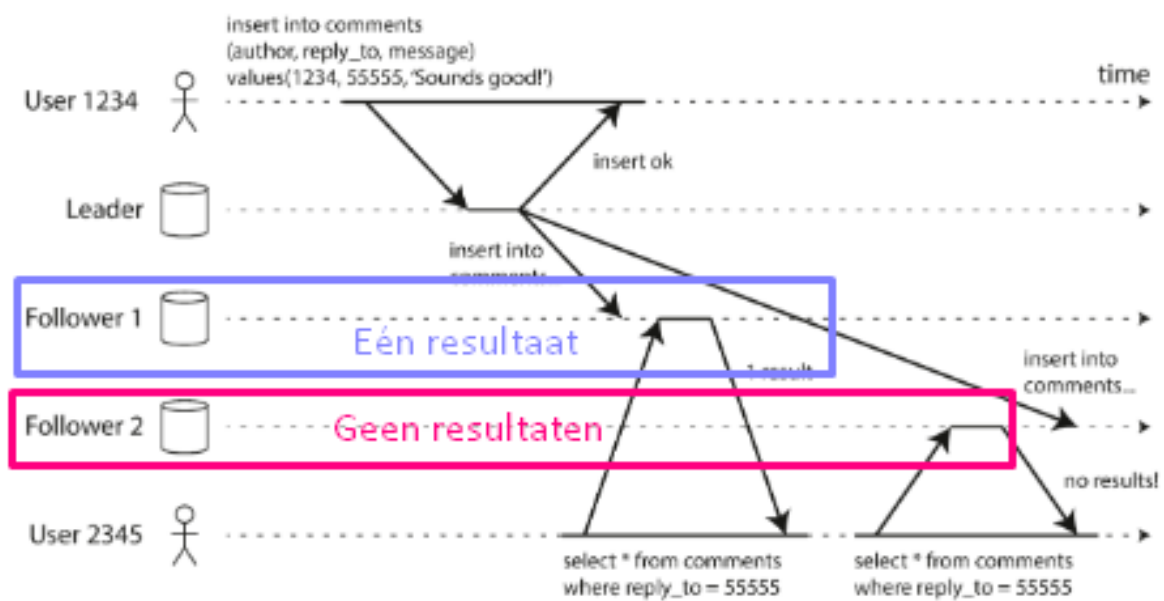 insert into comments
(author, reply_to, message)
values(1234, 55555, 'Sounds good!')
time
User 1234
insert ok
Leader
insert into
comments...
Follower 1
Eén resultaat
insert into
comments...
1 result
Follower 2
Geen resultaten
no results!
User 2345
select * from comments
where reply_to = 55555
select * from comments
where reply_to = 55555